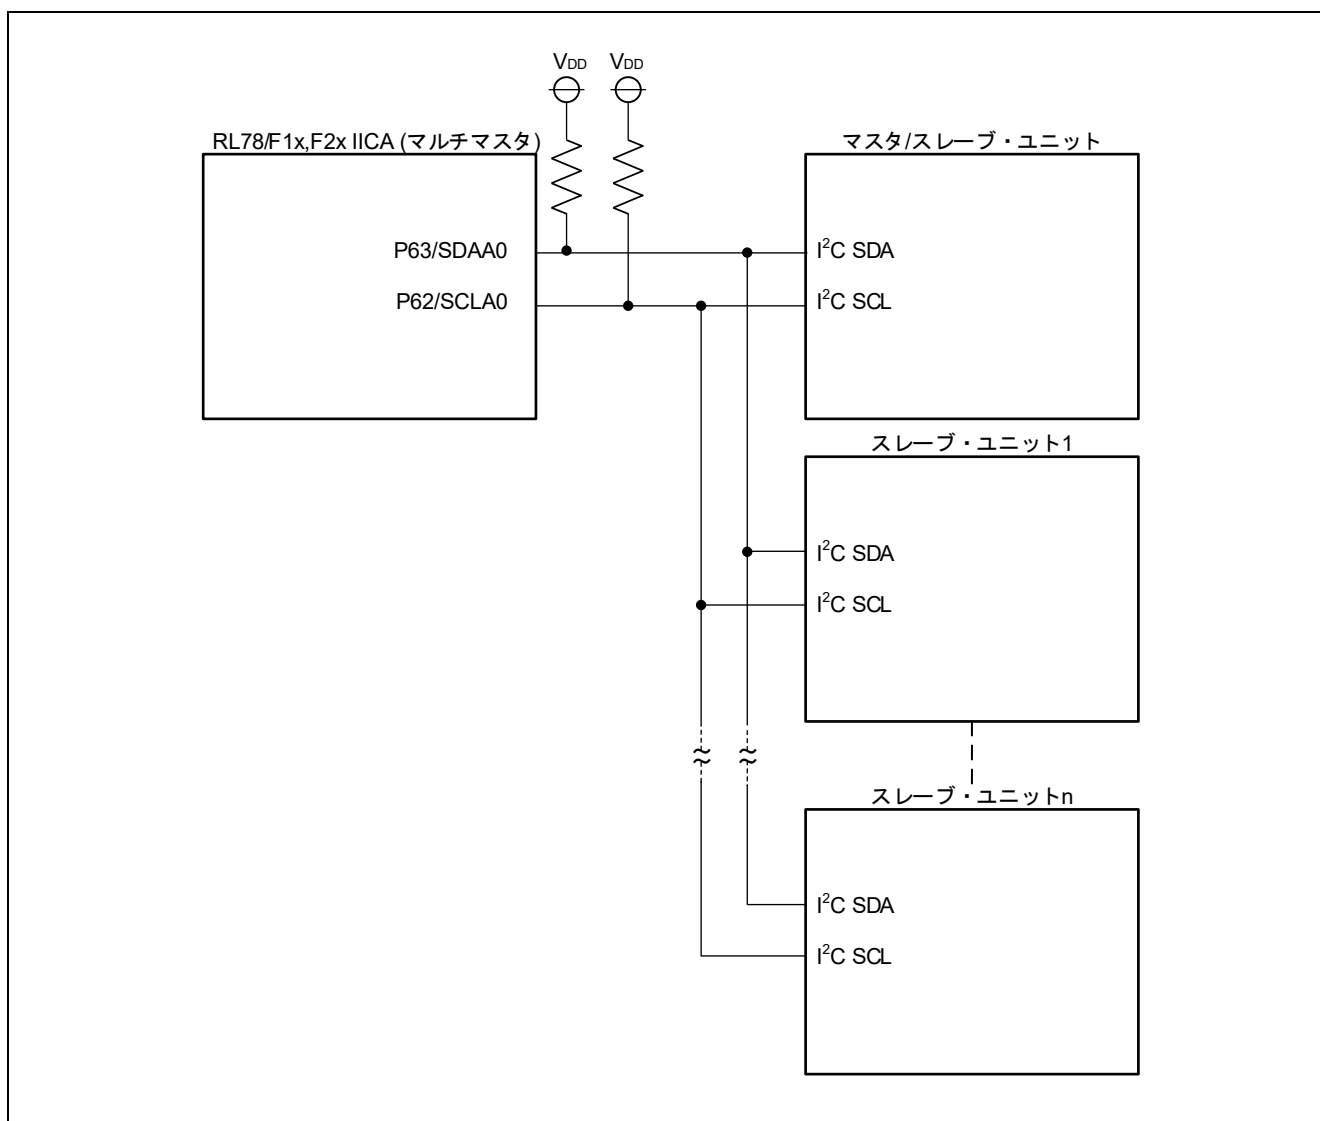 VDD VDD
RL78/F1x,F2x IICA (マルチマスタ)
マスタ/スレーブ・ユニット
P63/SDAA0
I²C SDA
P62/SCLA0
I²C SCL
スレーブ・ユニット1
I²C SDA
I²C SCL
スレーブ・ユニットn
I²C SDA
I²C SCL